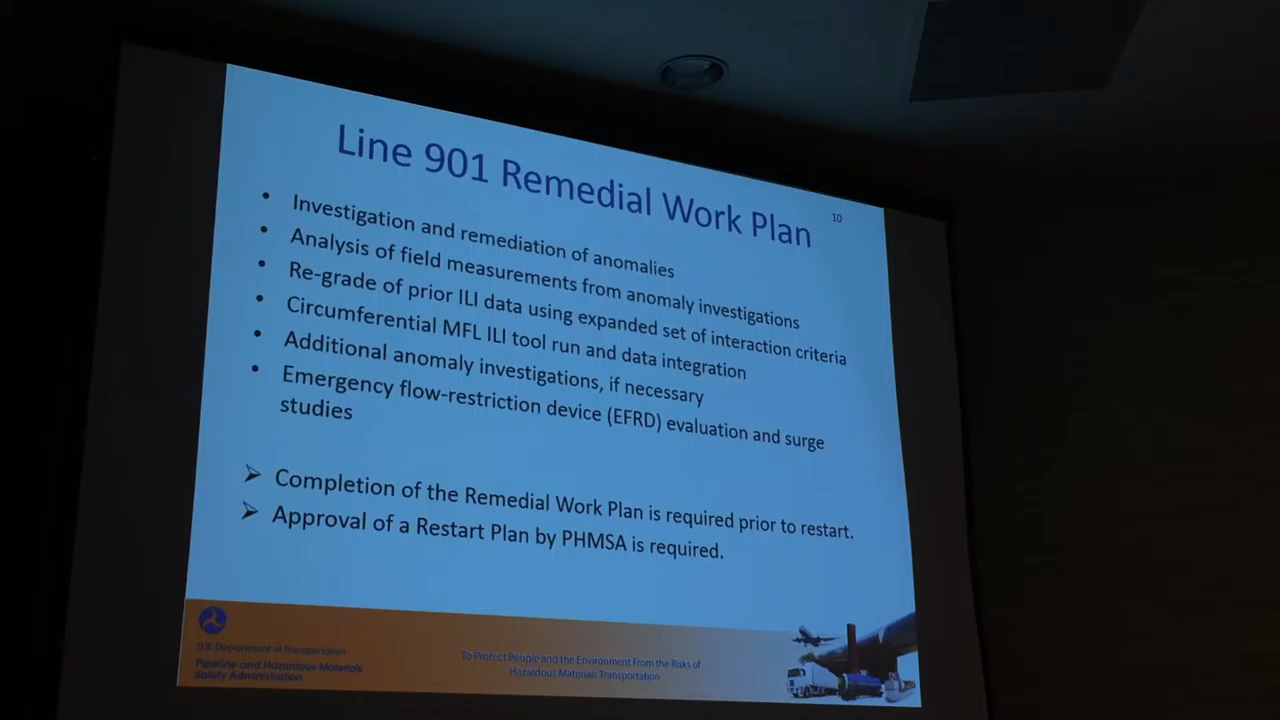 Line 901 Remedial Work Plan
10
• Investigation and remediation of anomalies
• Analysis of field measurements from anomaly investigations
• Re-grade of prior ILI data using expanded set of interaction criteria
• Circumferential MFL ILI tool run and data integration
• Additional anomaly investigations, if necessary
• Emergency flow-restriction device (EFRD) evaluation and surge
studies
➢ Completion of the Remedial Work Plan is required prior to restart.
➢ Approval of a Restart Plan by PHMSA is required.
U.S. Department of Transportation
Pipeline and Hazardous Materials
Safety Administration
To Protect People and the Environment From the Risks of
Hazardous Materials Transportation